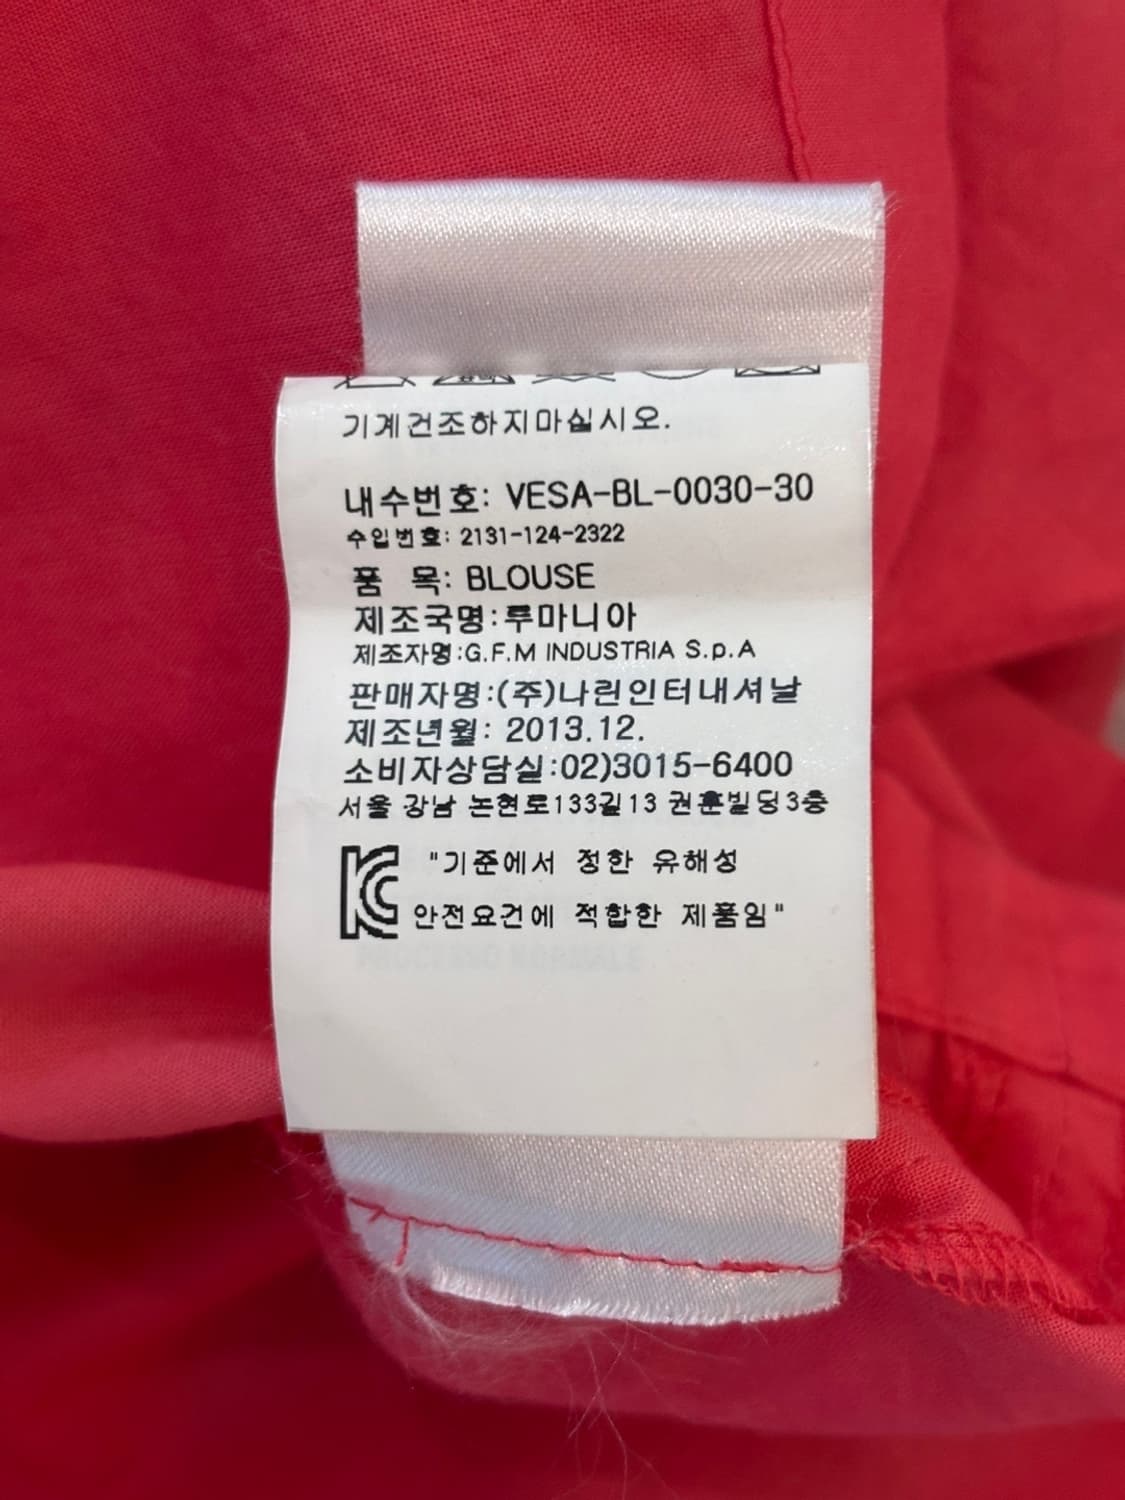 기계건조하지마십시오.
내수번호: VESA-BL-0030-30
수입번호: 2131-124-2322
품 목: BLOUSE
제조국명:루마니아
제조자명:G.F.M INDUSTRIA S.p.A
판매자명:(주)나린인터내셔날
제조년월: 2013.12.
소비자상담실:02)3015-6400
서울 강남 논현로133길13 권훈빌딩3층
"기준에서 정한 유해성
안전요건에 적합한 제품임"